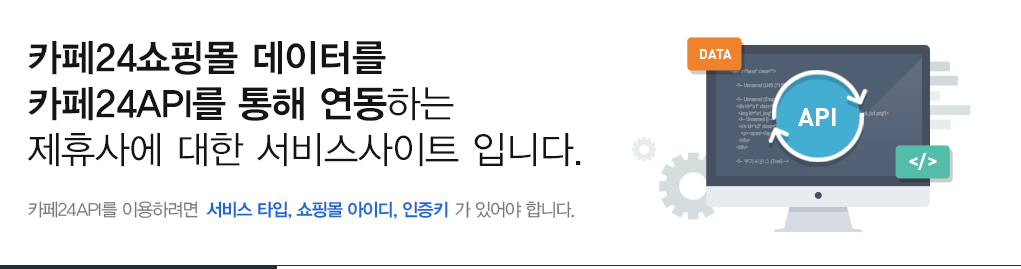 카페24쇼핑몰 데이터를
카페24API를 통해 연동하는
제휴사에 대한 서비스사이트 입니다.
카페24API를 이용하려면 서비스 타입, 쇼핑몰 아이디, 인증키 가 있어야 합니다.
DATA
API
</>